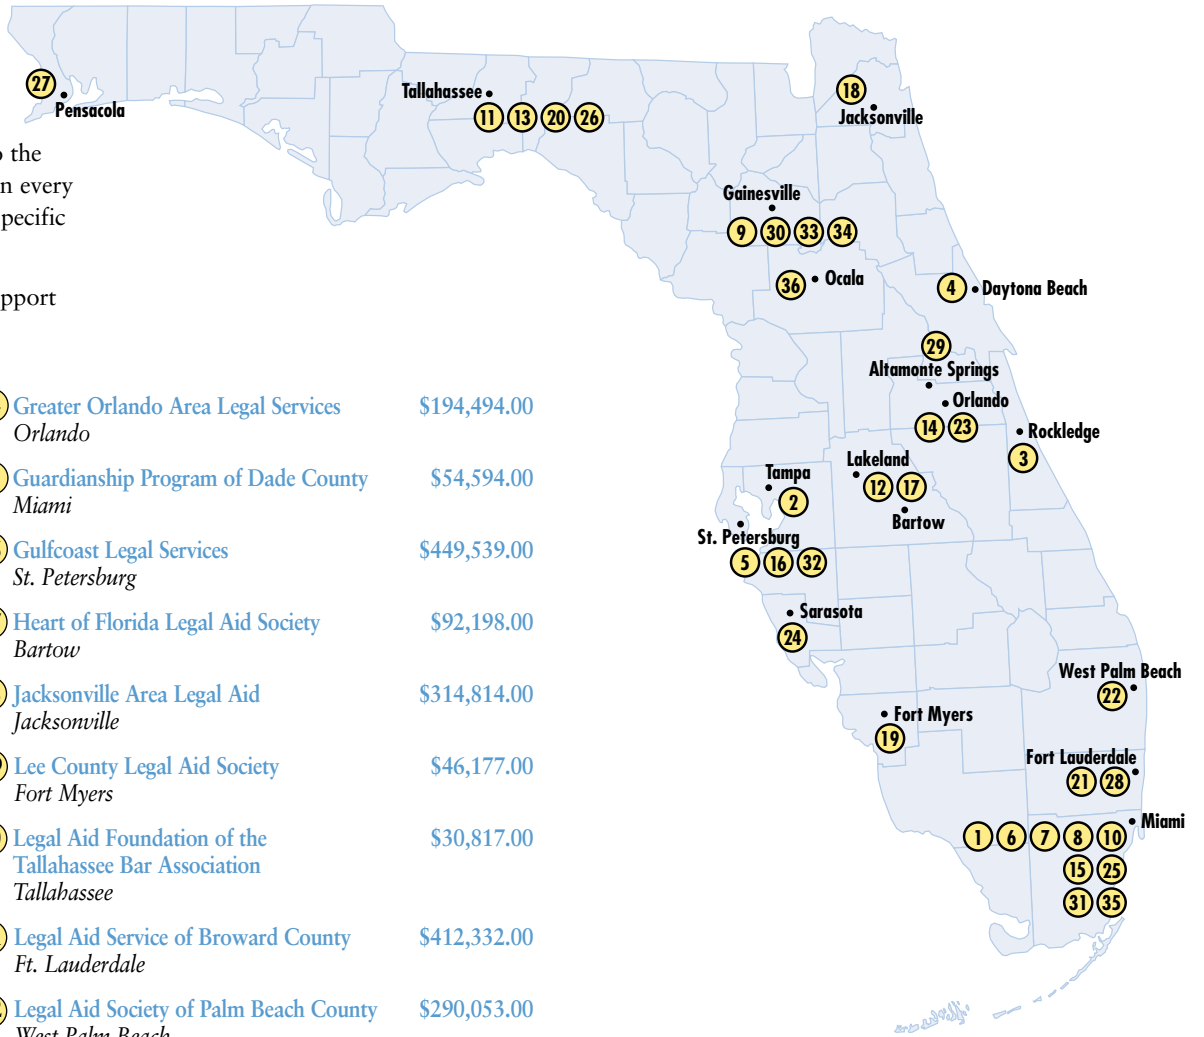 o the
n every
pecific
pport
Greater Orlando Area Legal Services $194,494.00
Orlando
Guardianship Program of Dade County $54,594.00
Miami
Gulfcoast Legal Services $449,539.00
St. Petersburg
Heart of Florida Legal Aid Society $92,198.00
Bartow
Jacksonville Area Legal Aid $314,814.00
Jacksonville
Lee County Legal Aid Society $46,177.00
Fort Myers
Legal Aid Foundation of the $30,817.00
Tallahassee Bar Association
Tallahassee
Legal Aid Service of Broward County $412,332.00
Ft. Lauderdale
Legal Aid Society of Palm Beach County $290,053.00
West Palm Beach
27
Pensacola
Tallahassee
11 13 20 26
18
Jacksonville
Gainesville
9 30 33 34
36 Ocala
4 Daytona Beach
29
Altamonte Springs
Orlando
14 23
Rockledge
3
Lakeland
12 17
Bartow
Tampa
2
St. Petersburg
5 16 32
Sarasota
24
West Palm Beach
22
Fort Myers
19
Fort Lauderdale
21 28
Miami
1 6 7 8 10
15 25
31 35